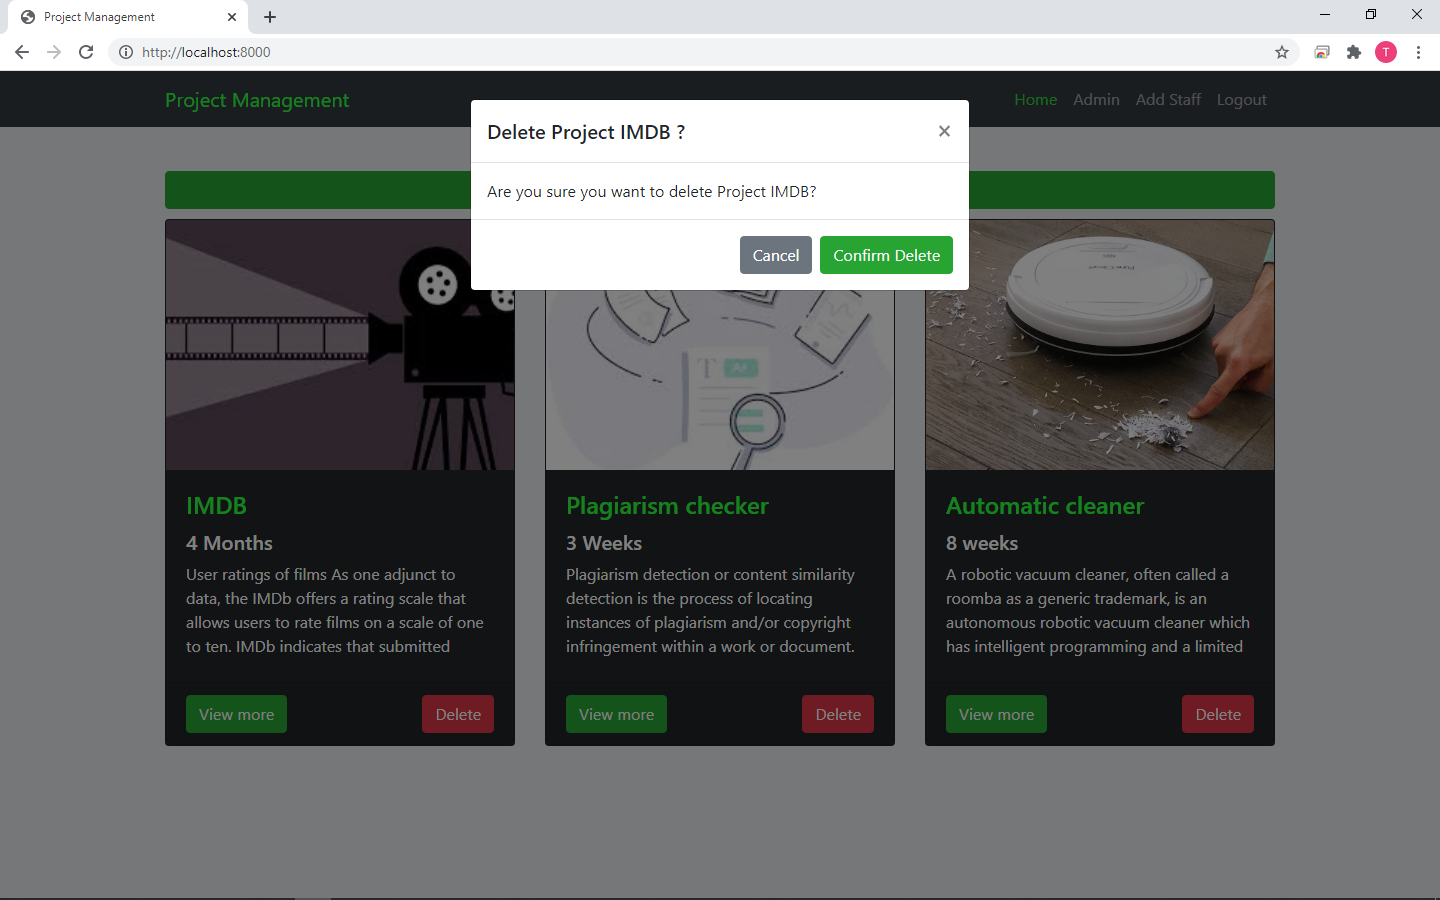 Project Management
http://localhost:8000
T
Project Management
Home Admin Add Staff Logout
Delete Project IMDB ?
×
Are you sure you want to delete Project IMDB?
Cancel Confirm Delete
IMDB
4 Months
User ratings of films As one adjunct to
data, the IMDb offers a rating scale that
allows users to rate films on a scale of one
to ten. IMDb indicates that submitted
View more Delete
Plagiarism checker
3 Weeks
Plagiarism detection or content similarity
detection is the process of locating
instances of plagiarism and/or copyright
infringement within a work or document.
View more Delete
Automatic cleaner
8 weeks
A robotic vacuum cleaner, often called a
roomba as a generic trademark, is an
autonomous robotic vacuum cleaner which
has intelligent programming and a limited
View more Delete